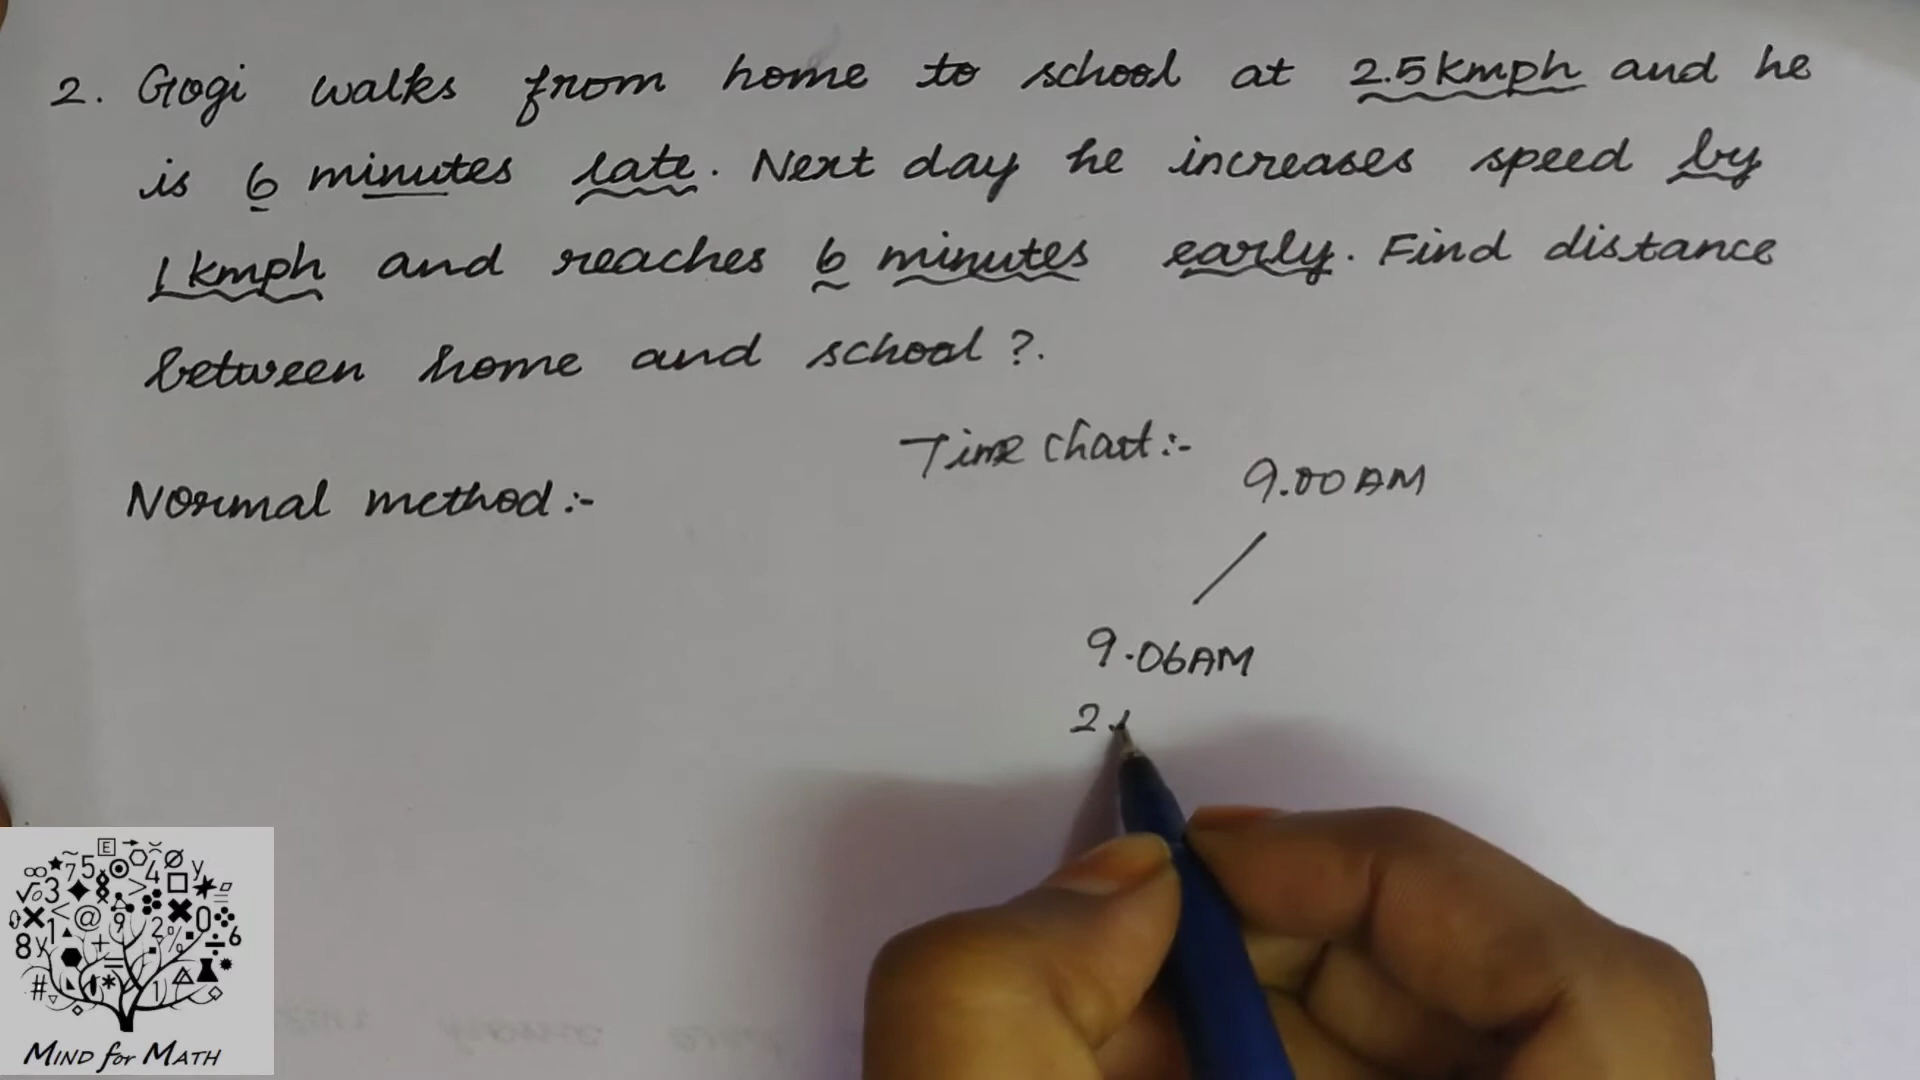 2. Gogi walks from home to school at 2.5kmph and he
is 6 minutes late. Next day he increases speed by
1kmph and reaches 6 minutes early. Find distance
between home and school ?.
Time chart:-
9.00AM
Normal method:-
9.06AM
2.
MIND for MATH